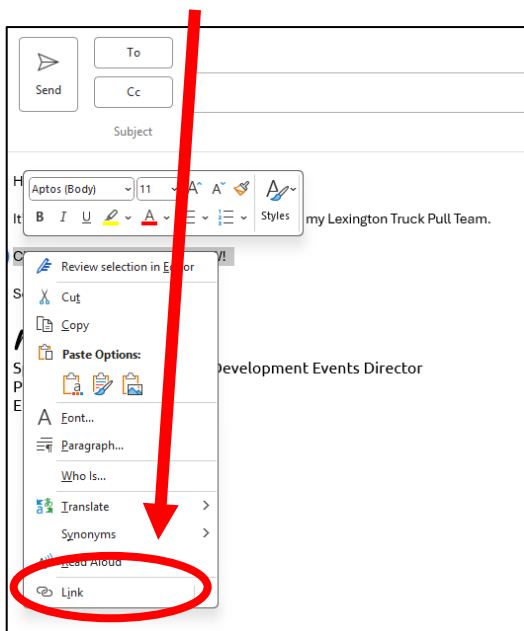 To
Send
Cc
Subject
H
Aptos (Body) 11 A^ A˅
B I U A Styles
It my Lexington Truck Pull Team.
C !
Review selection in Editor
S
Cut
Copy
Paste Options:
S Development Events Director
P
E
A Font...
Paragraph...
Who Is...
Translate
Synonyms
Read Aloud
Link